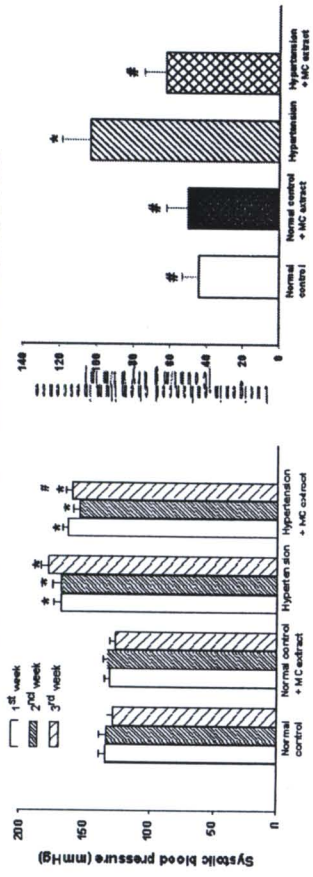 Systolic blood pressure (mmHg)
200
150
100
50
0
1st week
2nd week
3rd week
*
*
*
*
*
*
#
Normal control
Normal control + MC extract
Hypertension
Hypertension + MC extract
140
120
100
80
60
40
20
0
#
#
*
#
Normal control
Normal control + MC extract
Hypertension
Hypertension + MC extract